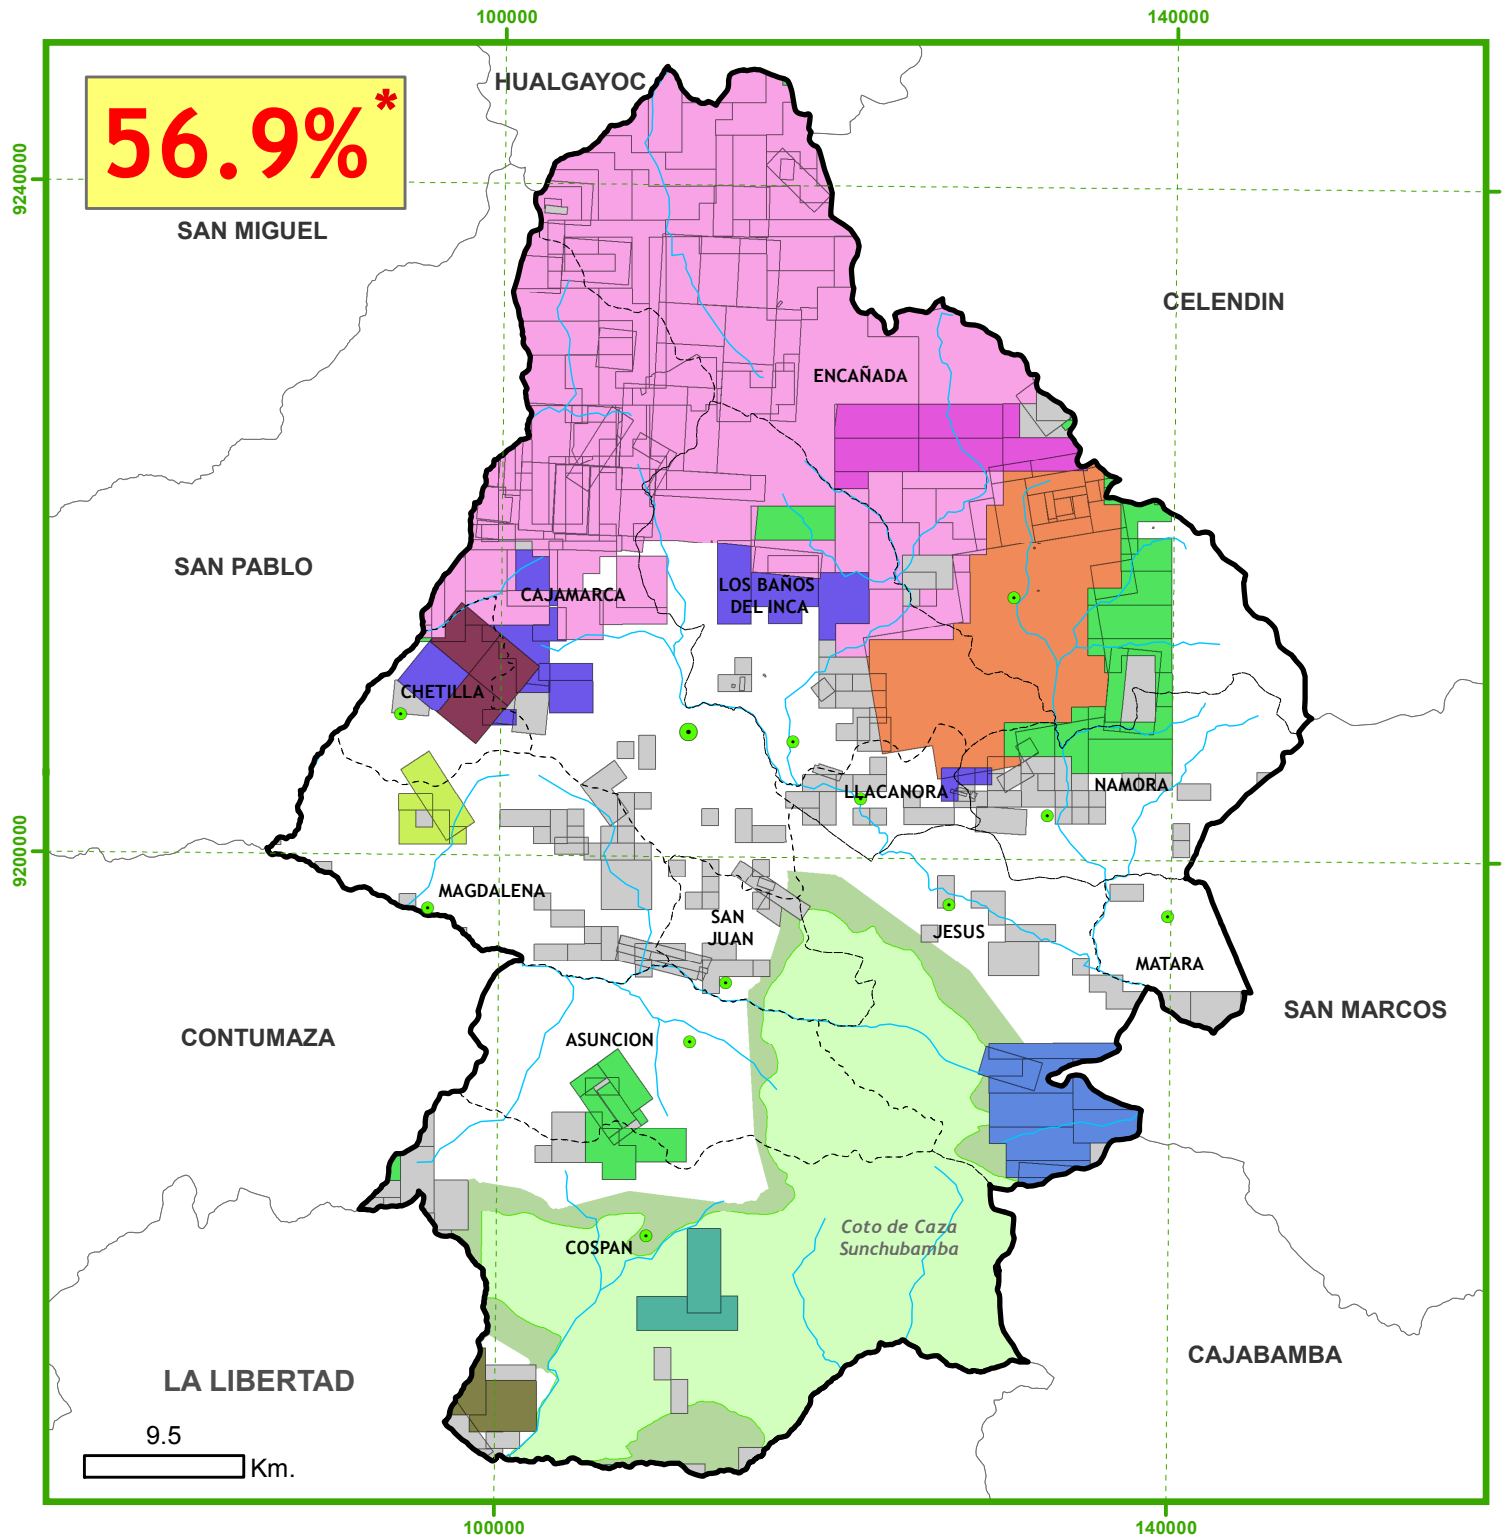 100000
140000
HUALGAYOC
56.9%*
9240000
SAN MIGUEL
CELENDIN
ENCAÑADA
SAN PABLO
CAJAMARCA
LOS BAÑOS
DEL INCA
CHETILLA
LLACANORA
NAMORA
9200000
MAGDALENA
SAN
JUAN
JESUS
MATARA
SAN MARCOS
CONTUMAZA
ASUNCION
Coto de Caza
Sunchubamba
COSPAN
CAJABAMBA
LA LIBERTAD
9.5
Km.
100000
140000